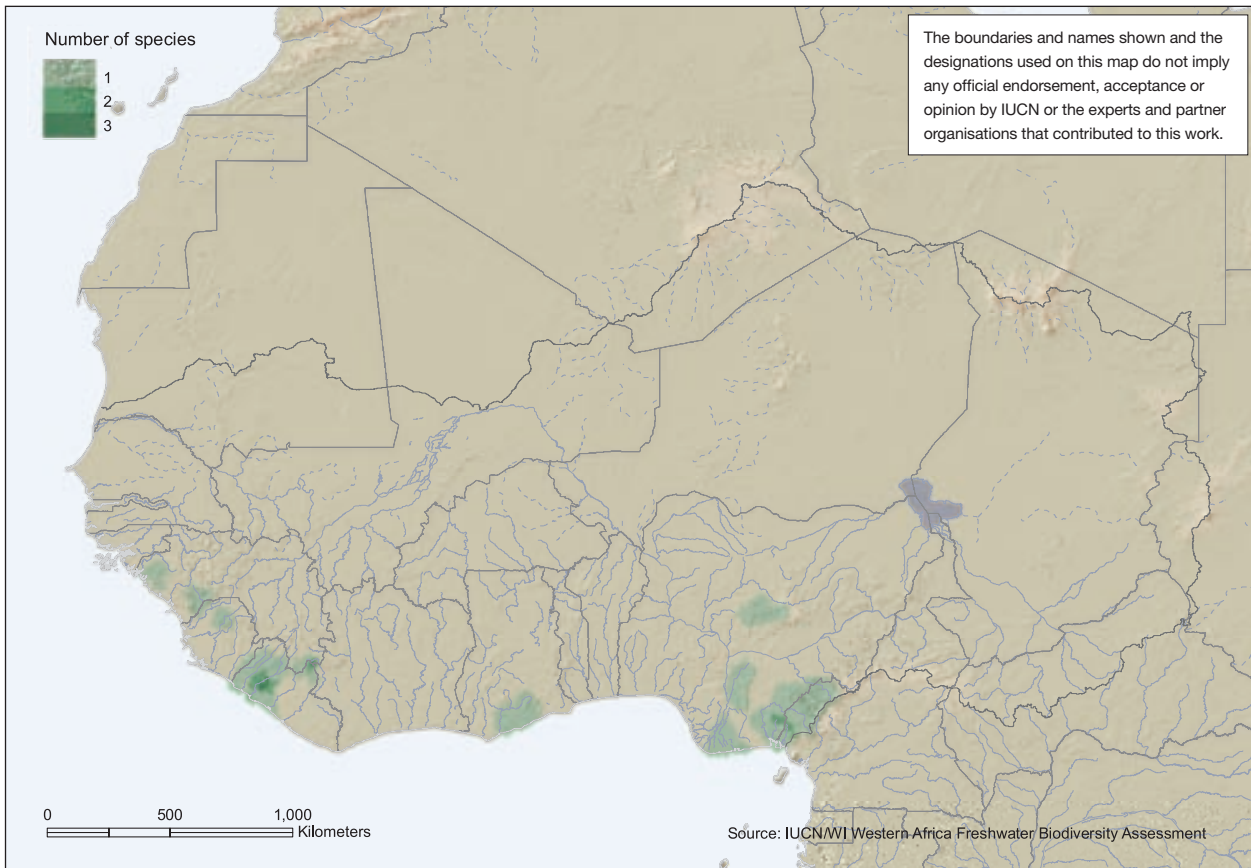 Number of species
1
2
3
The boundaries and names shown and the
designations used on this map do not imply
any official endorsement, acceptance or
opinion by IUCN or the experts and partner
organisations that contributed to this work.
0 500 1,000
Kilometers
Source: IUCN/WI Western Africa Freshwater Biodiversity Assessment